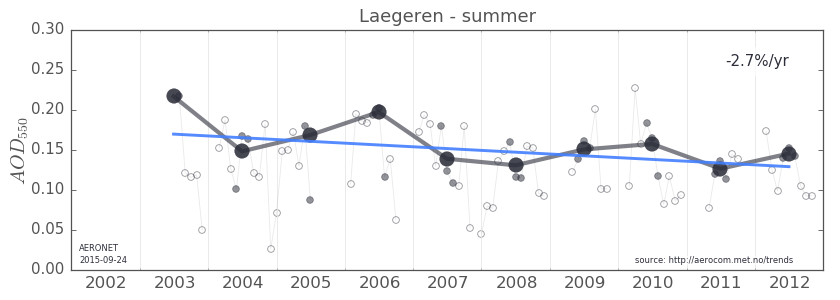 Laegeren - summer
0.30
0.25
0.20
0.15
0.10
0.05
0.00
AOD550
-2.7%/yr
AERONET
2015-09-24
source: http://aerocom.met.no/trends
2002 2003 2004 2005 2006 2007 2008 2009 2010 2011 2012